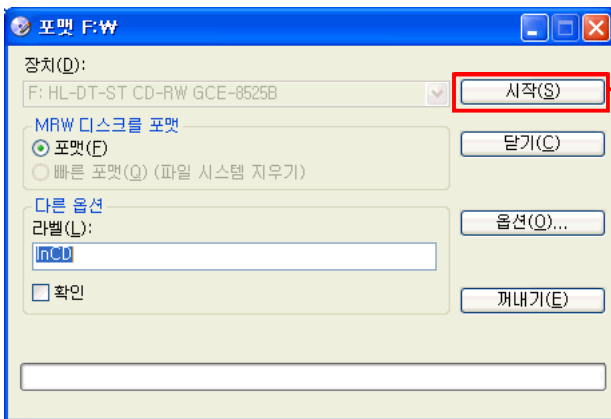 포맷 F:\
장치(D):
F: HL-DT-ST CD-RW GCE-8525B
시작(S)
MRW 디스크를 포맷
포맷(F)
닫기(C)
빠른 포맷(Q) (파일 시스템 지우기)
다른 옵션
라벨(L):
옵션(O)...
InCD
확인
꺼내기(E)